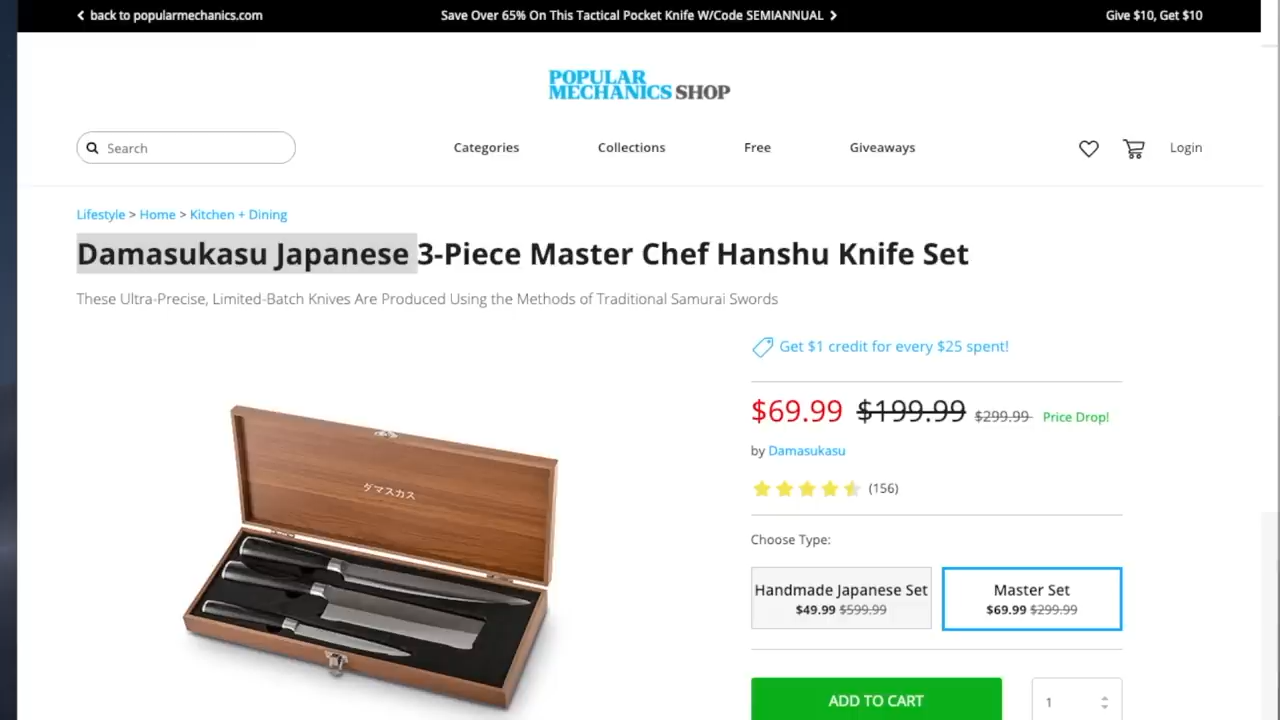 back to popularmechanics.com
Save Over 65% On This Tactical Pocket Knife W/Code SEMIANNUAL
Give $10, Get $10
POPULAR
MECHANICS SHOP
Search
Categories
Collections
Free
Giveaways
Login
Lifestyle > Home > Kitchen + Dining
Damasukasu Japanese 3-Piece Master Chef Hanshu Knife Set
These Ultra-Precise, Limited-Batch Knives Are Produced Using the Methods of Traditional Samurai Swords
Get $1 credit for every $25 spent!
$69.99 $199.99 $299.99 Price Drop!
by Damasukasu
(156)
ダマスカス
Choose Type:
Handmade Japanese Set
$49.99 $599.99
Master Set
$69.99 $299.99
ADD TO CART
1